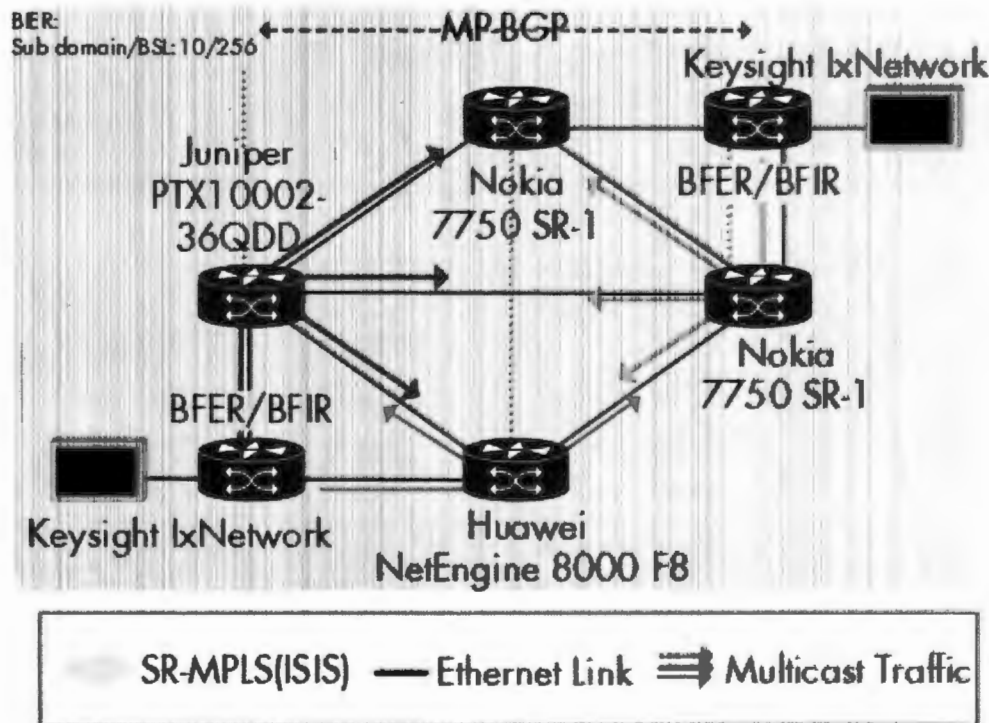 BIER:
Sub domain/BSL: 10/256
MP-BGP
Keysight IxNetwork
Juniper
PTX10002-
36QDD
Nokia
7750 SR-1
BFER/BFIR
Nokia
7750 SR-1
BFER/BFIR
Keysight IxNetwork
Huawei
NetEngine 8000 F8
SR-MPLS(ISIS)
Ethernet Link
Multicast Traffic